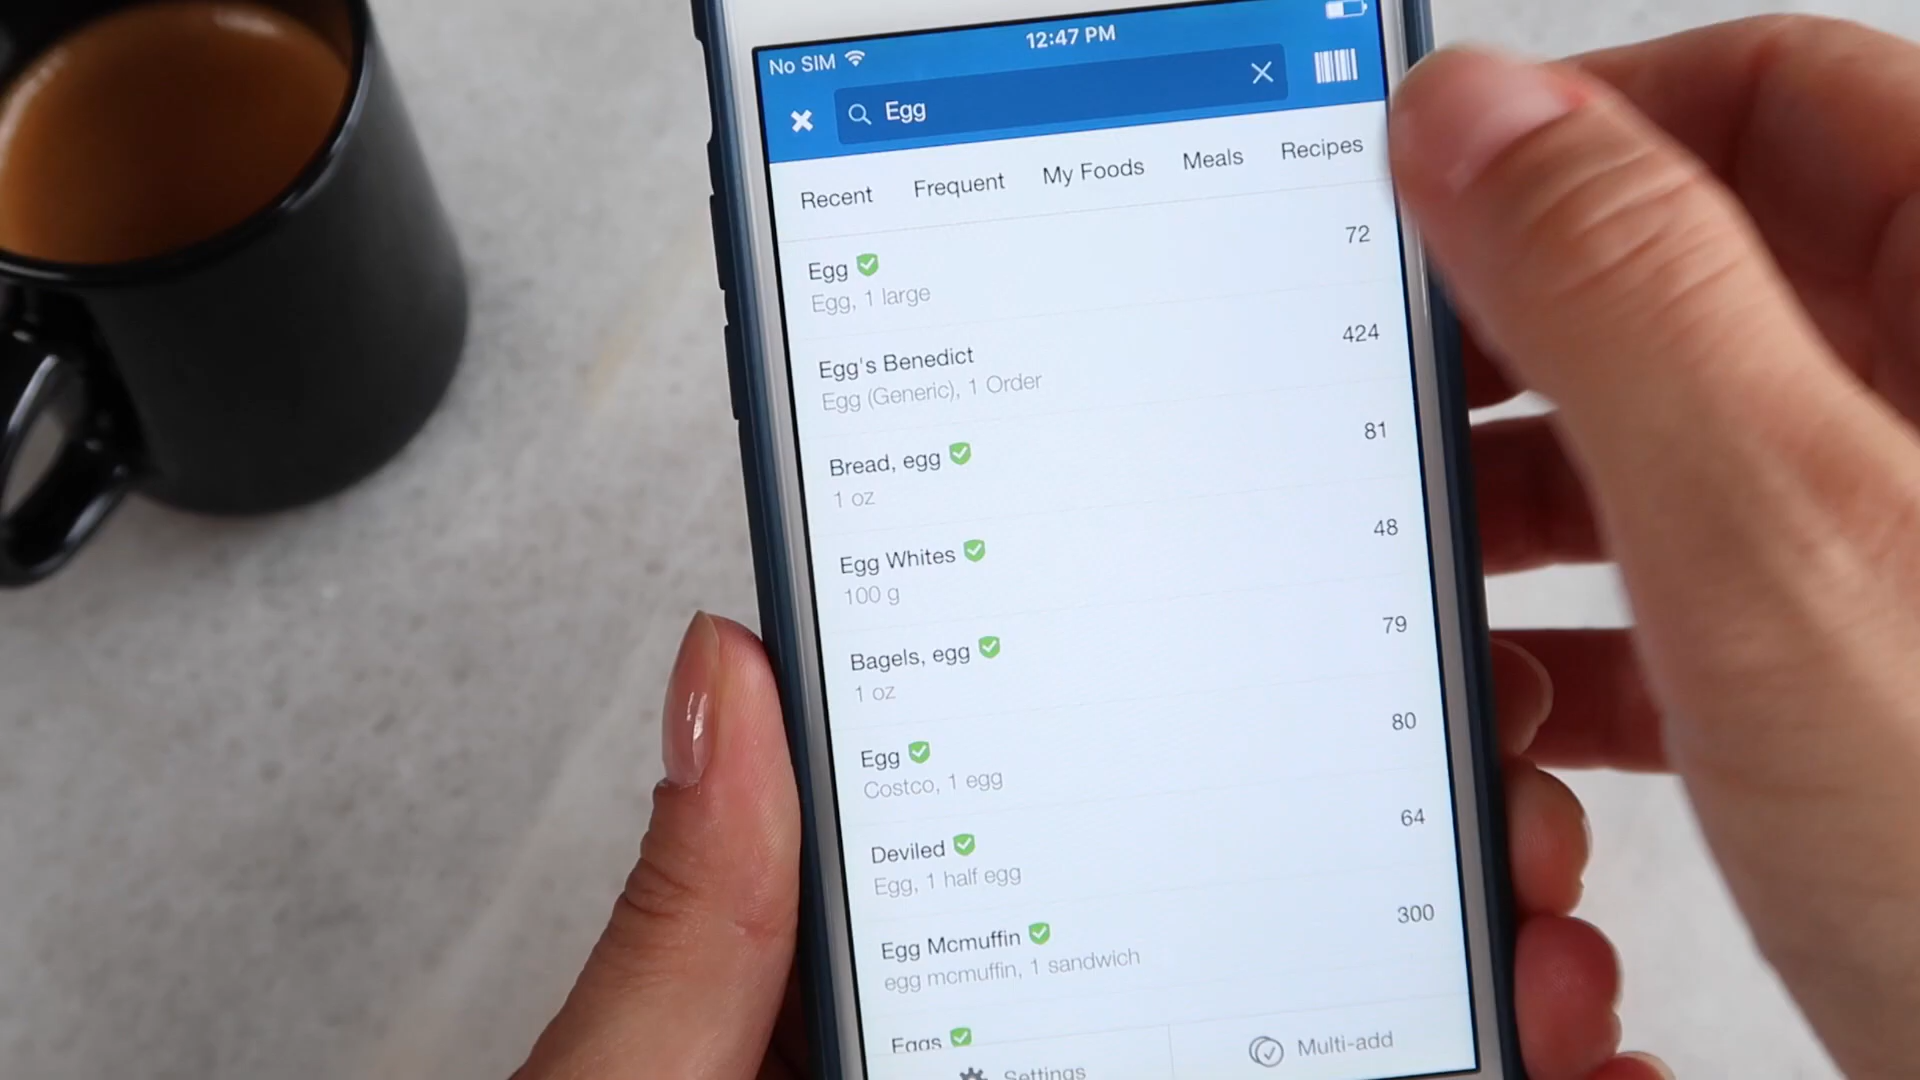 No SIM 12:47 PM
Egg
Recent Frequent My Foods Meals Recipes
Egg 72
Egg, 1 large
Egg's Benedict 424
Egg (Generic), 1 Order
Bread, egg 81
1 oz
Egg Whites 48
100 g
Bagels, egg 79
1 oz
Egg 80
Costco, 1 egg
Deviled 64
Egg, 1 half egg
Egg Mcmuffin 300
egg mcmuffin, 1 sandwich
Eggs
Settings Multi-add